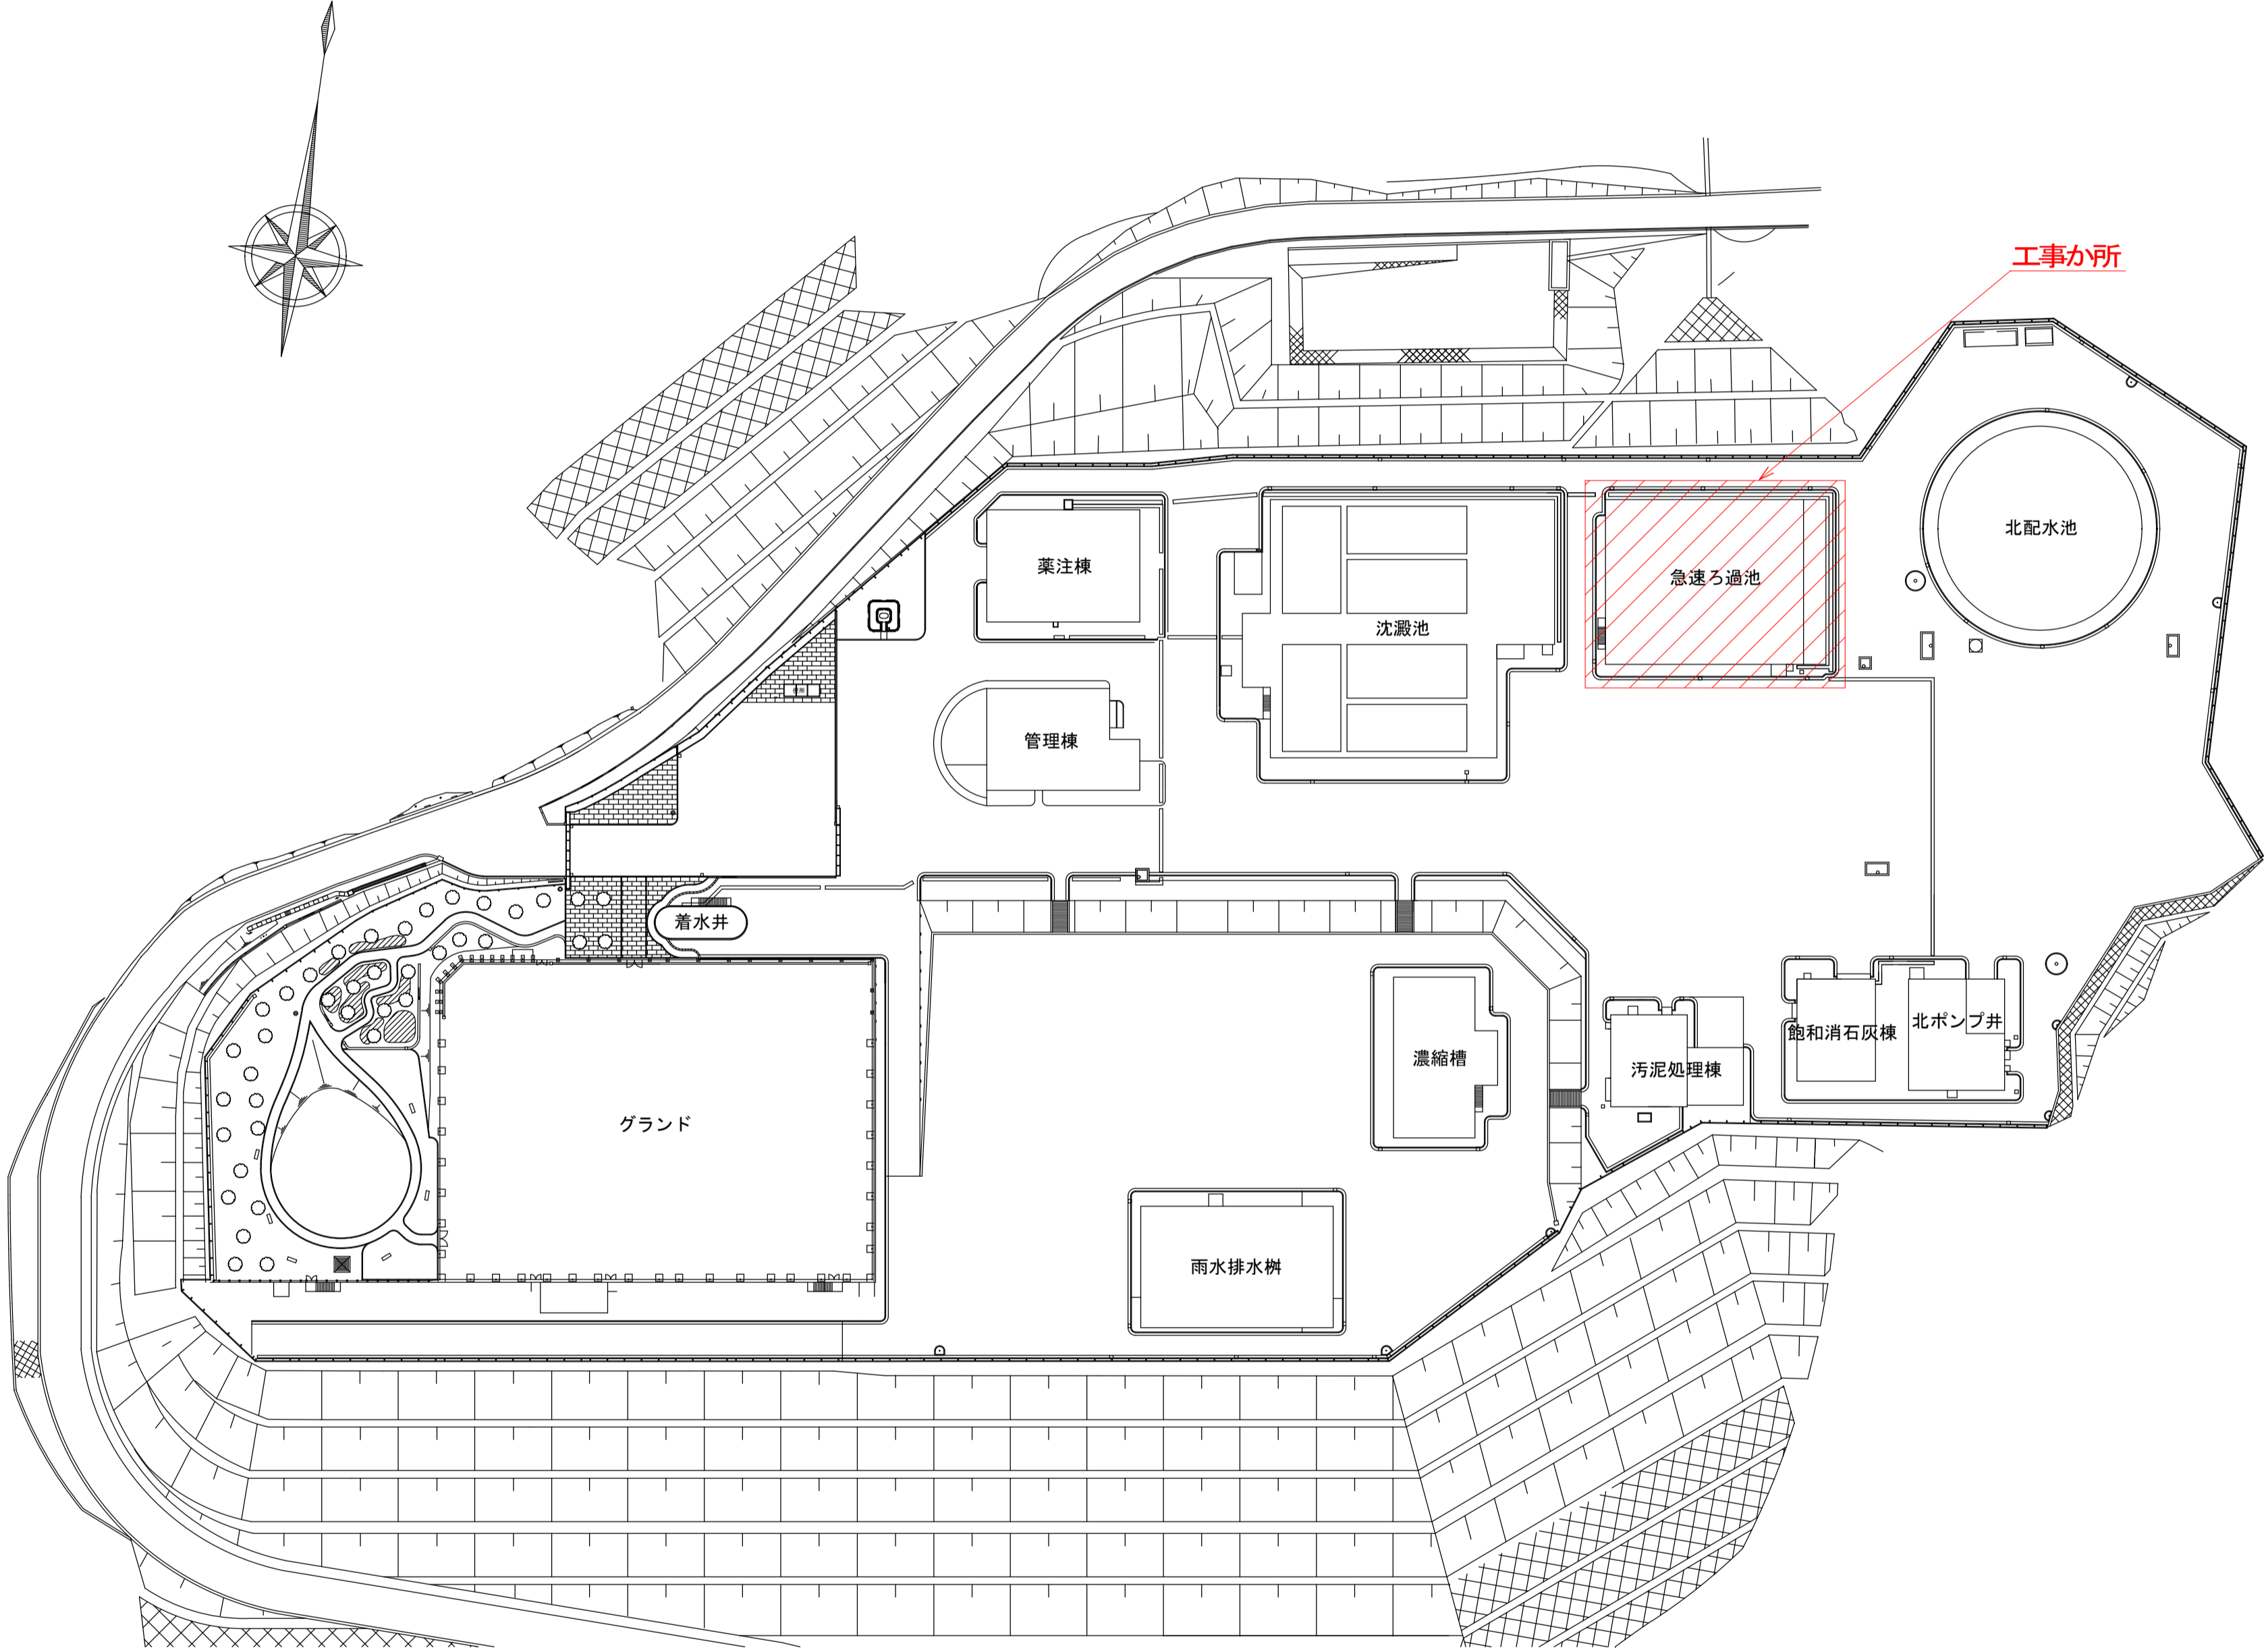 工事か所
北配水池
薬注棟
急速ろ過池
沈澱池
管理棟
着水井
飽和消石灰棟
北ポンプ井
濃縮槽
汚泥処理棟
グランド
雨水排水桝